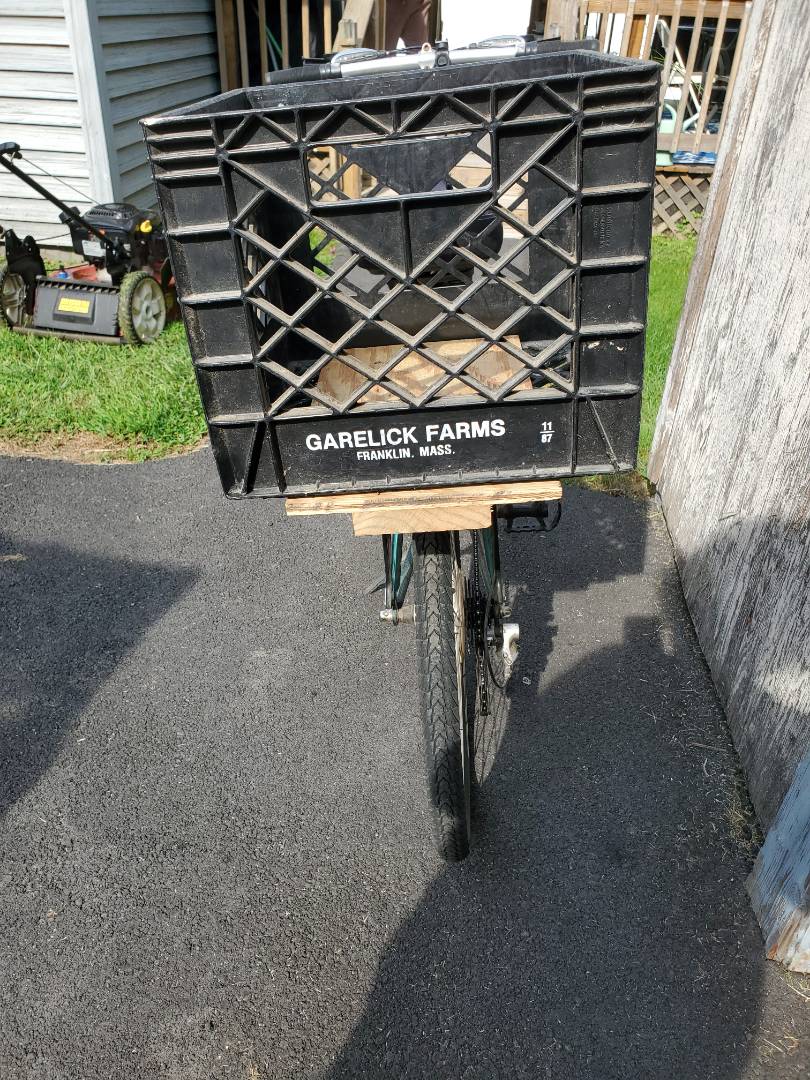 GARELICK FARMS
FRANKLIN. MASS.
11
87